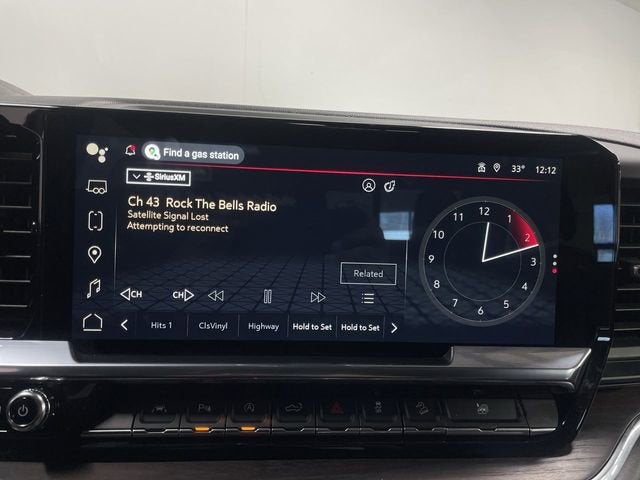 Find a gas station
33° 12:12
SiriusXM
Ch 43 Rock The Bells Radio
Satellite Signal Lost
Attempting to reconnect
Related
CH CH
Hits 1 ClsVinyl Highway Hold to Set Hold to Set
12
1
2
3
4
5
6
7
8
9
10
11